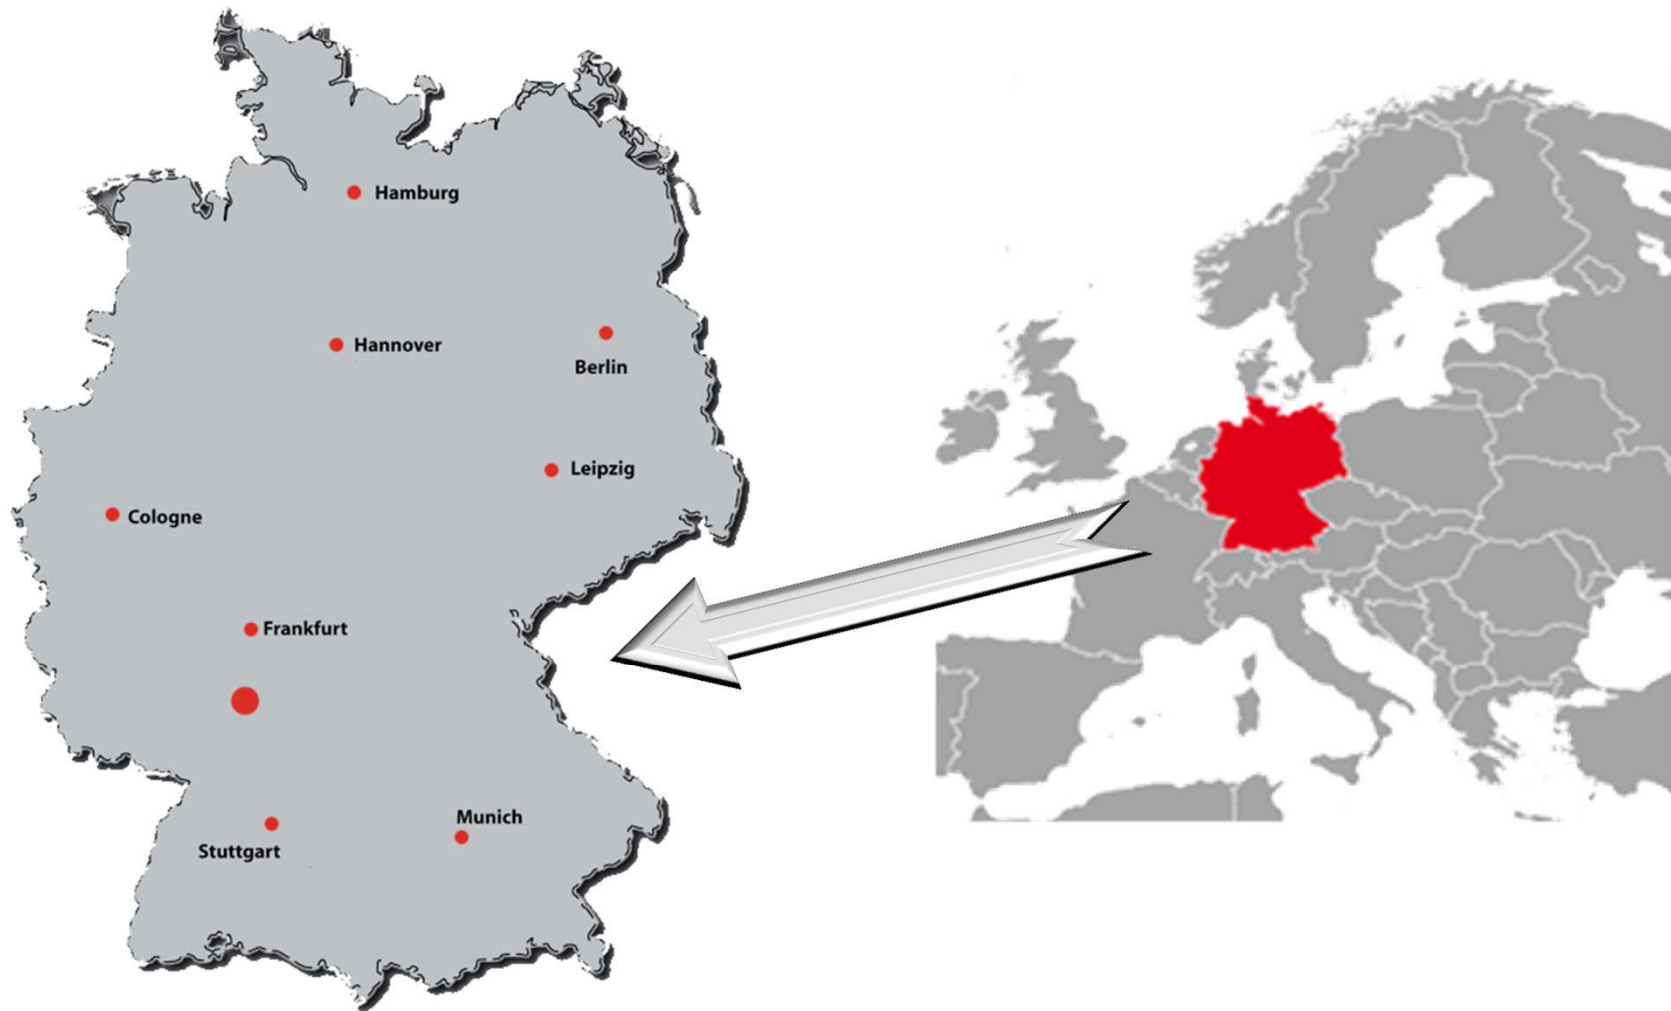 Hamburg
Hannover
Berlin
Leipzig
Cologne
Frankfurt
Munich
Stuttgart